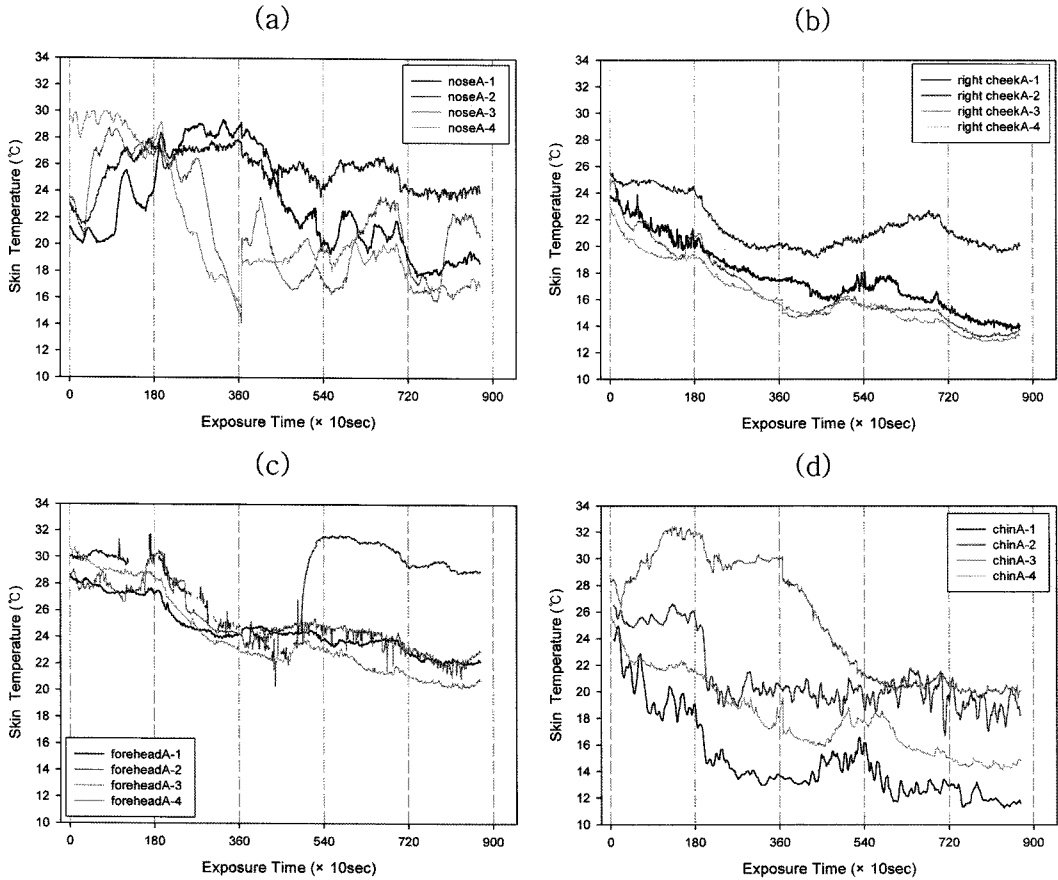 (a)
34
32
30
28
26
24
22
20
18
16
14
12
10
Skin Temperature (℃)
noseA-1
noseA-2
noseA-3
noseA-4
0 180 360 540 720 900
Exposure Time (× 10sec)
(b)
34
32
30
28
26
24
22
20
18
16
14
12
10
Skin Temperature (℃)
right cheekA-1
right cheekA-2
right cheekA-3
right cheekA-4
0 180 360 540 720 900
Exposure Time (× 10sec)
(c)
34
32
30
28
26
24
22
20
18
16
14
12
10
Skin Temperature (℃)
foreheadA-1
foreheadA-2
foreheadA-3
foreheadA-4
0 180 360 540 720 900
Exposure Time (× 10sec)
(d)
34
32
30
28
26
24
22
20
18
16
14
12
10
Skin Temperature (℃)
chinA-1
chinA-2
chinA-3
chinA-4
0 180 360 540 720 900
Exposure Time (× 10sec)